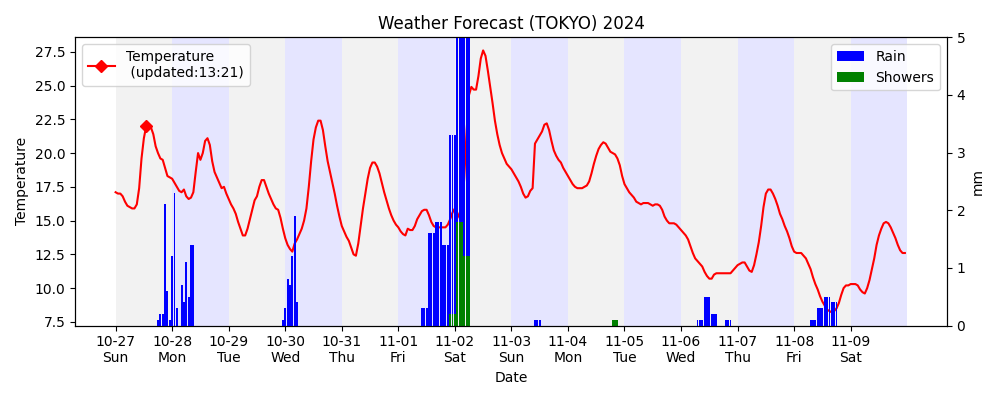 Weather Forecast (TOKYO) 2024
Temperature
(updated:13:21)
Rain
Showers
27.5
25.0
22.5
20.0
17.5
15.0
12.5
10.0
7.5
Temperature
5
4
3
2
1
0
mm
10-27 10-28 10-29 10-30 10-31 11-01 11-02 11-03 11-04 11-05 11-06 11-07 11-08 11-09
Sun Mon Tue Wed Thu Fri Sat Sun Mon Tue Wed Thu Fri Sat
Date